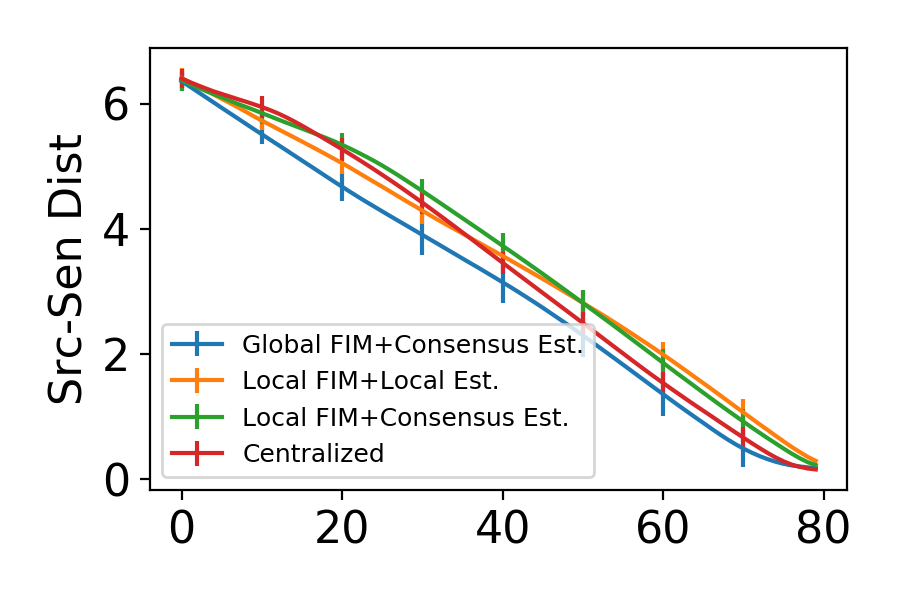 Src-Sen Dist
6
4
2
0
Global FIM+Consensus Est.
Local FIM+Local Est.
Local FIM+Consensus Est.
Centralized
0 20 40 60 80